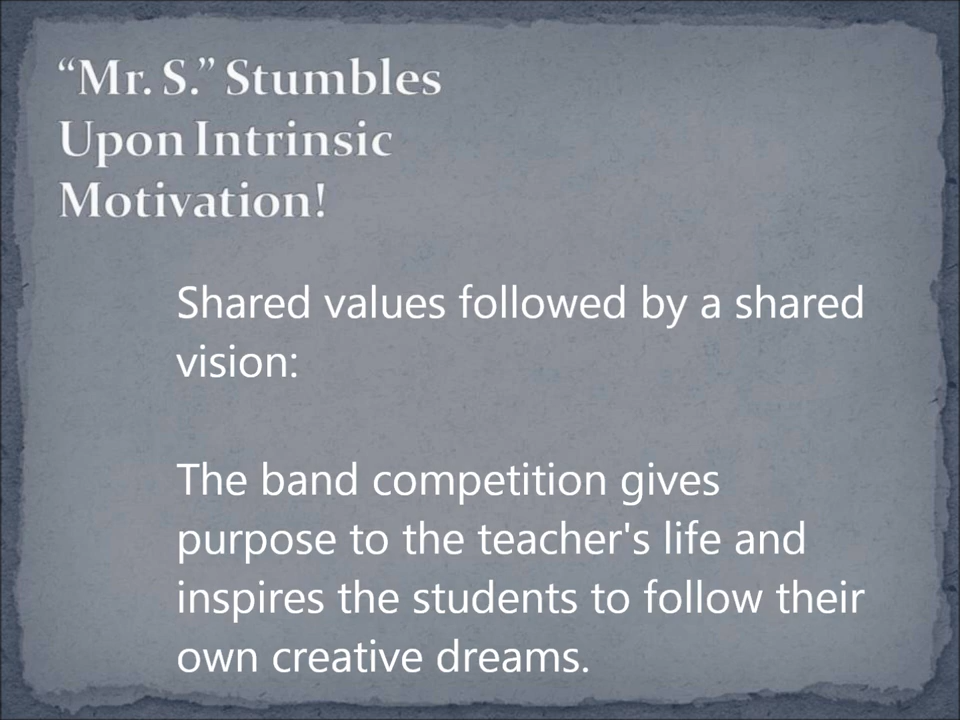 “Mr. S.” Stumbles
Upon Intrinsic
Motivation!
Shared values followed by a shared
vision:
The band competition gives
purpose to the teacher's life and
inspires the students to follow their
own creative dreams.